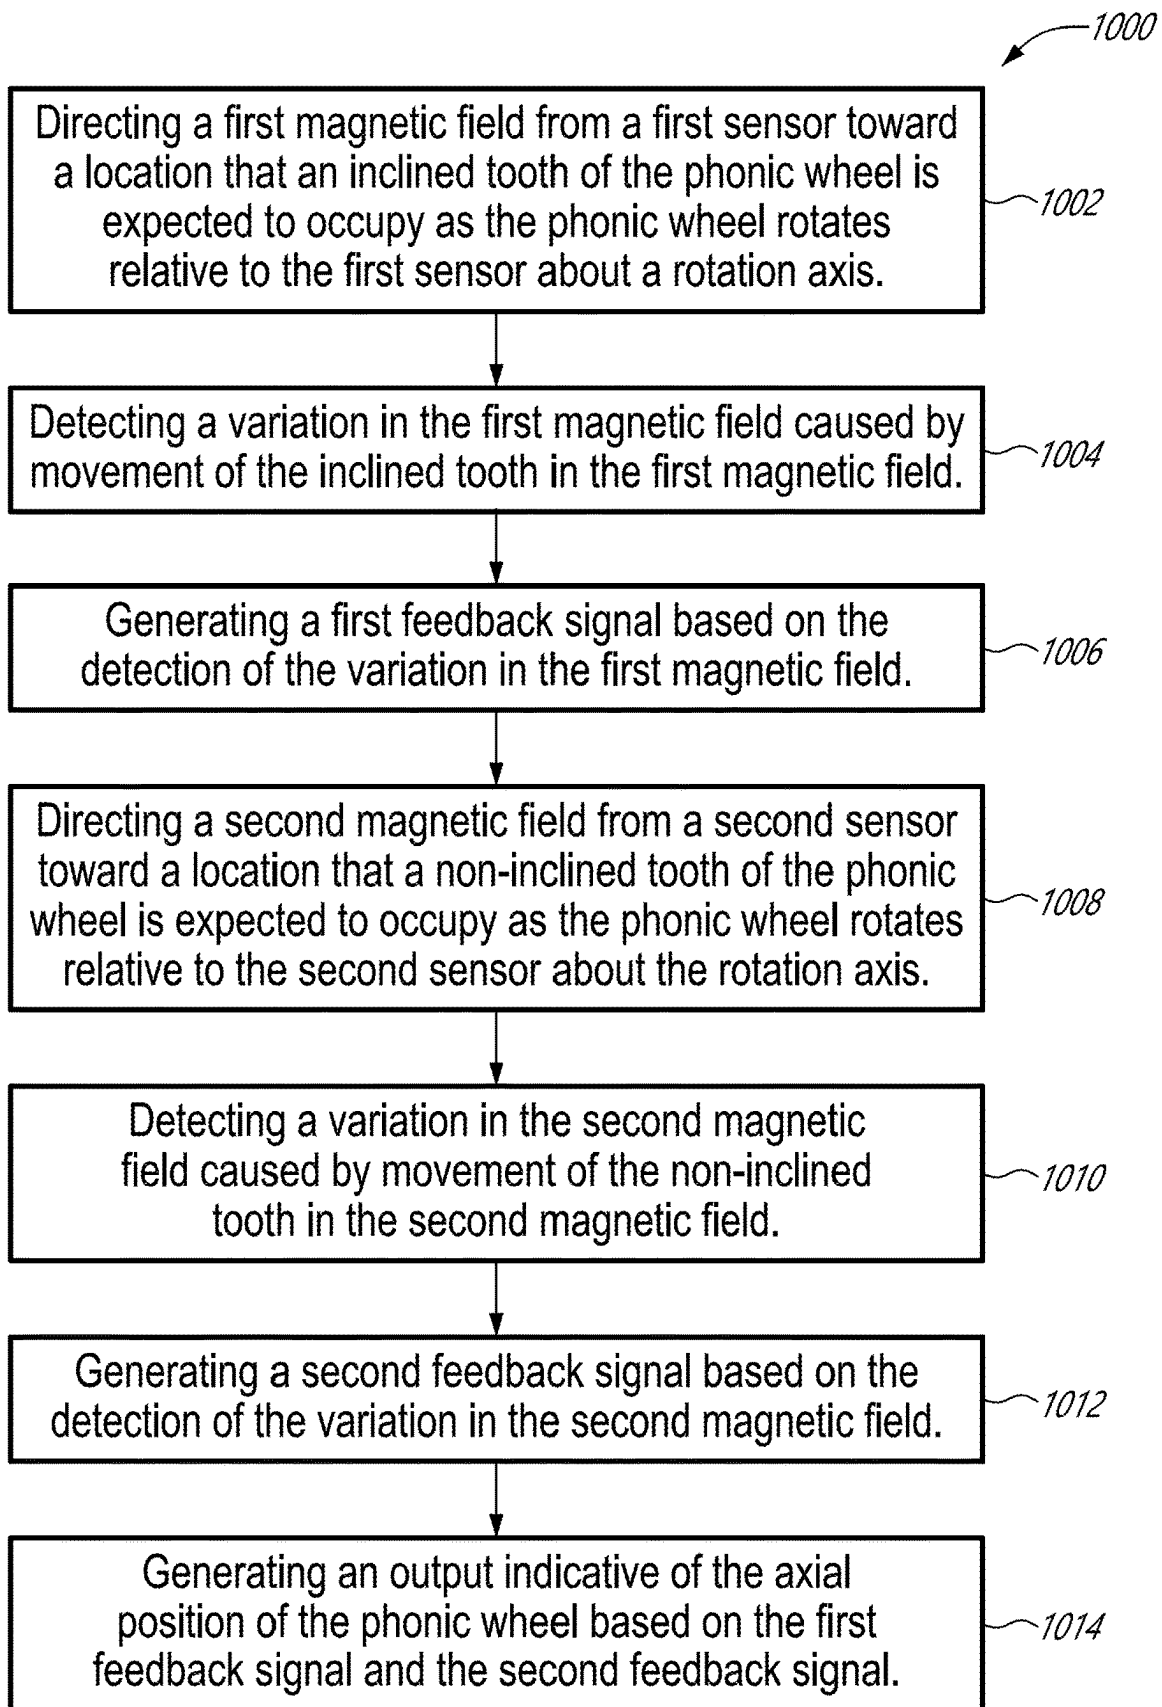 1000
Directing a first magnetic field from a first sensor toward
a location that an inclined tooth of the phonic wheel is
expected to occupy as the phonic wheel rotates
relative to the first sensor about a rotation axis.
1002
Detecting a variation in the first magnetic field caused by
movement of the inclined tooth in the first magnetic field.
1004
Generating a first feedback signal based on the
detection of the variation in the first magnetic field.
1006
Directing a second magnetic field from a second sensor
toward a location that a non-inclined tooth of the phonic
wheel is expected to occupy as the phonic wheel rotates
relative to the second sensor about the rotation axis.
1008
Detecting a variation in the second magnetic
field caused by movement of the non-inclined
tooth in the second magnetic field.
1010
Generating a second feedback signal based on the
detection of the variation in the second magnetic field.
1012
Generating an output indicative of the axial
position of the phonic wheel based on the first
feedback signal and the second feedback signal.
1014